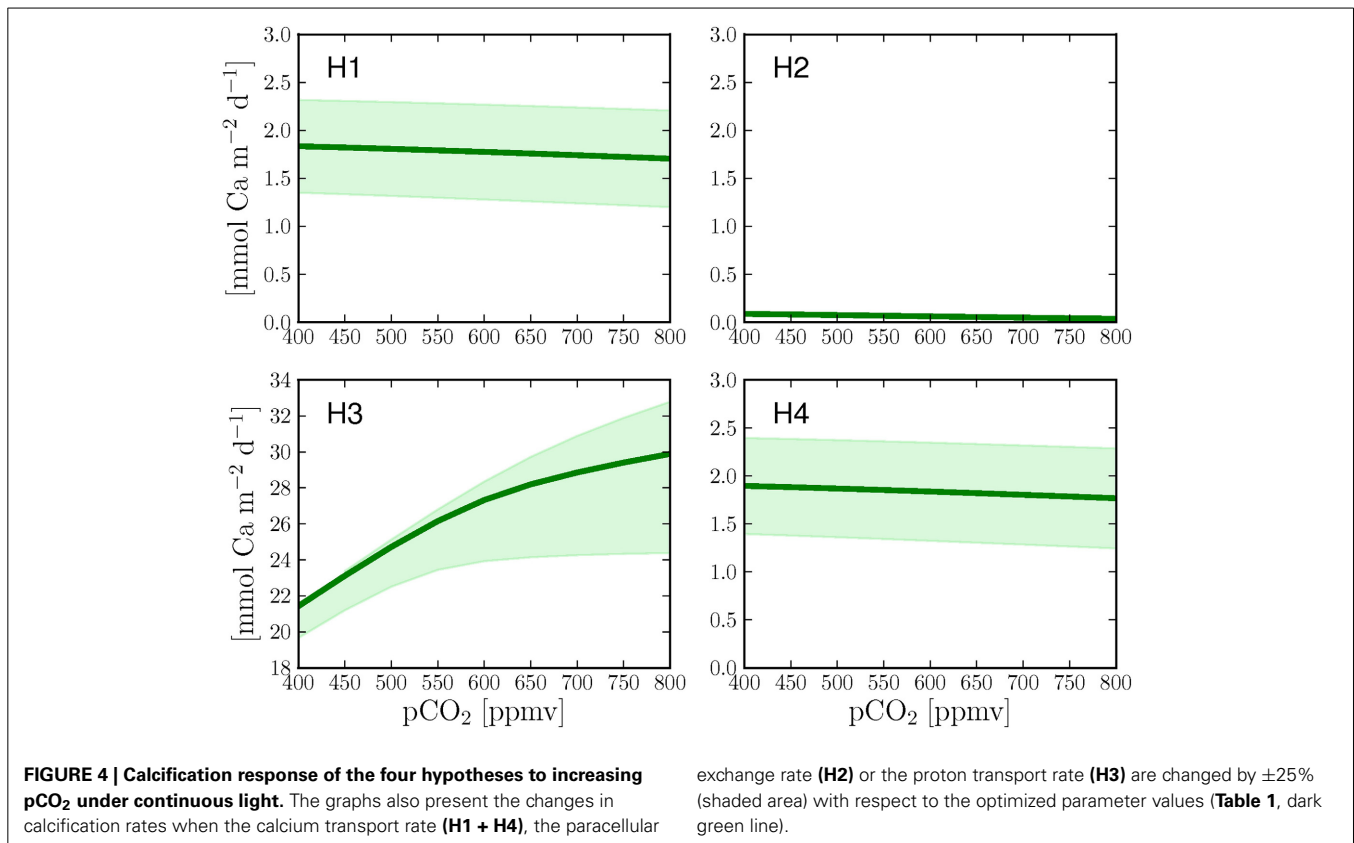 H1
[mmol Ca m⁻² d⁻¹]
3.0
2.5
2.0
1.5
1.0
0.5
0.0
400 450 500 550 600 650 700 750 800
H2
3.0
2.5
2.0
1.5
1.0
0.5
0.0
400 450 500 550 600 650 700 750 800
H3
[mmol Ca m⁻² d⁻¹]
34
32
30
28
26
24
22
20
18
400 450 500 550 600 650 700 750 800
pCO₂ [ppmv]
H4
3.0
2.5
2.0
1.5
1.0
0.5
0.0
400 450 500 550 600 650 700 750 800
pCO₂ [ppmv]
FIGURE 4 | Calcification response of the four hypotheses to increasing
pCO₂ under continuous light. The graphs also present the changes in
calcification rates when the calcium transport rate (H1 + H4), the paracellular
exchange rate (H2) or the proton transport rate (H3) are changed by ±25%
(shaded area) with respect to the optimized parameter values (Table 1, dark
green line).